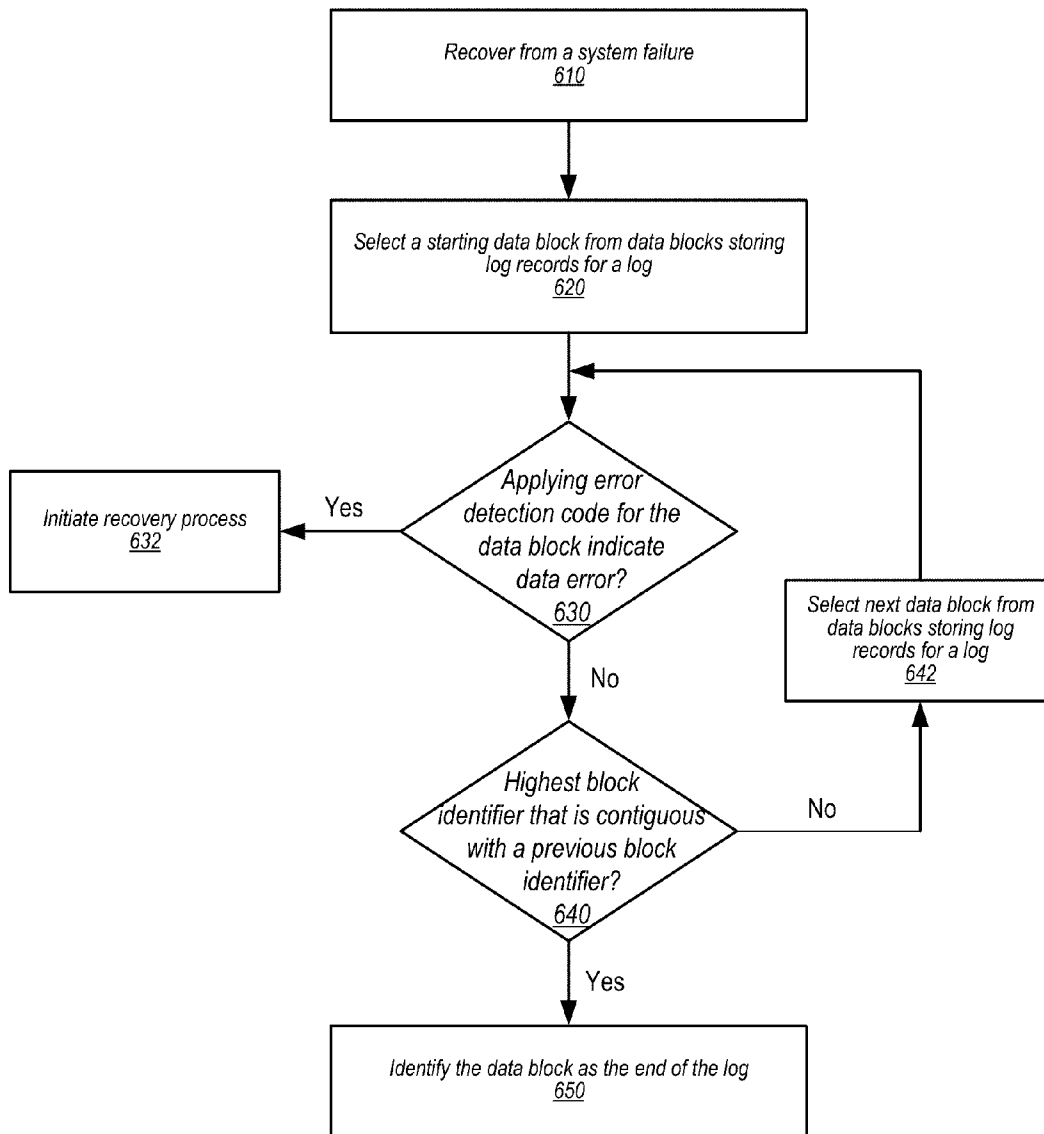 Recover from a system failure
610
Select a starting data block from data blocks storing
log records for a log
620
Applying error
detection code for the
data block indicate
data error?
630
Yes
Initiate recovery process
632
No
Select next data block from
data blocks storing log
records for a log
642
Highest block
identifier that is contiguous
with a previous block
identifier?
640
No
Yes
Identify the data block as the end of the log
650